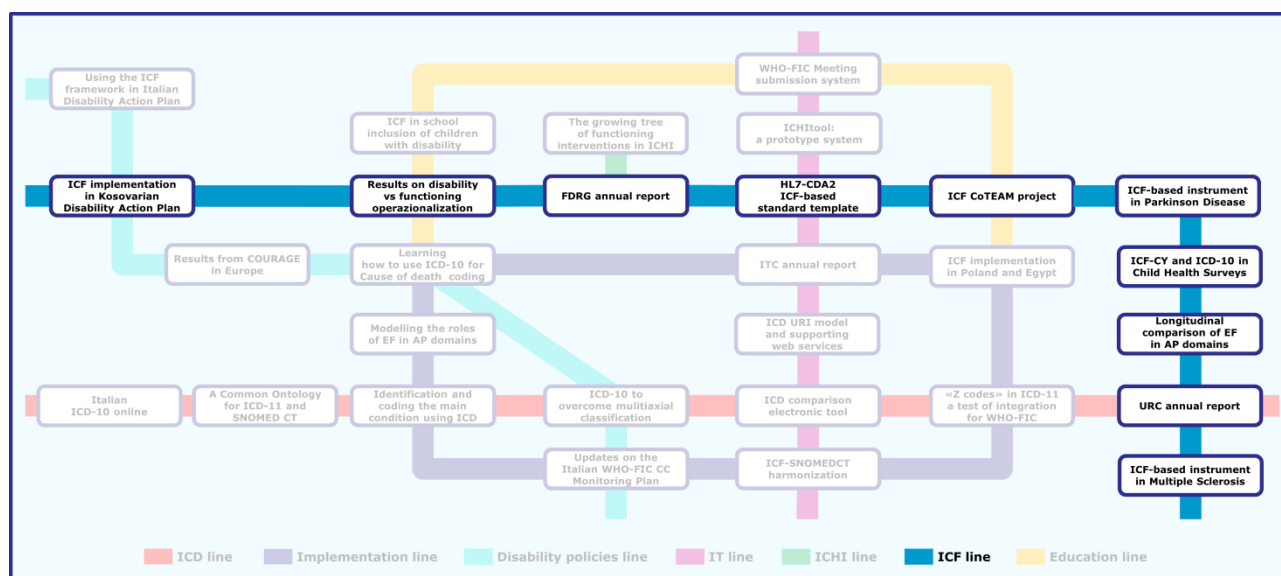 WHO-FIC Meeting
submission system
Using the ICF
framework in Italian
Disability Action Plan
ICF in school
inclusion of children
with disability
The growing tree
of functioning
interventions in ICHI
ICHItool:
a prototype system
ICF implementation
in Kosovarian
Disability Action Plan
Results on disability
vs functioning
operazionalization
FDRG annual report
HL7-CDA2
ICF-based
standard template
ICF CoTEAM project
ICF-based instrument
in Parkinson Disease
Results from COURAGE
in Europe
Learning
how to use ICD-10 for
Cause of death coding
ITC annual report
ICF implementation
in Poland and Egypt
ICF-CY and ICD-10 in
Child Health Surveys
Modelling the roles
of EF in AP domains
ICD URI model
and supporting
web services
Longitudinal
comparison of EF
in AP domains
Italian
ICD-10 online
A Common Ontology
for ICD-11 and
SNOMED CT
Identification and
coding the main
condition using ICD
ICD-10 to
overcome mulitiaxial
classification
ICD comparison
electronic tool
«Z codes» in ICD-11
a test of integration
for WHO-FIC
URC annual report
Updates on the
Italian WHO-FIC CC
Monitoring Plan
ICF-SNOMEDCT
harmonization
ICF-based instrument
in Multiple Sclerosis
ICD line
Implementation line
Disability policies line
IT line
ICHI line
ICF line
Education line